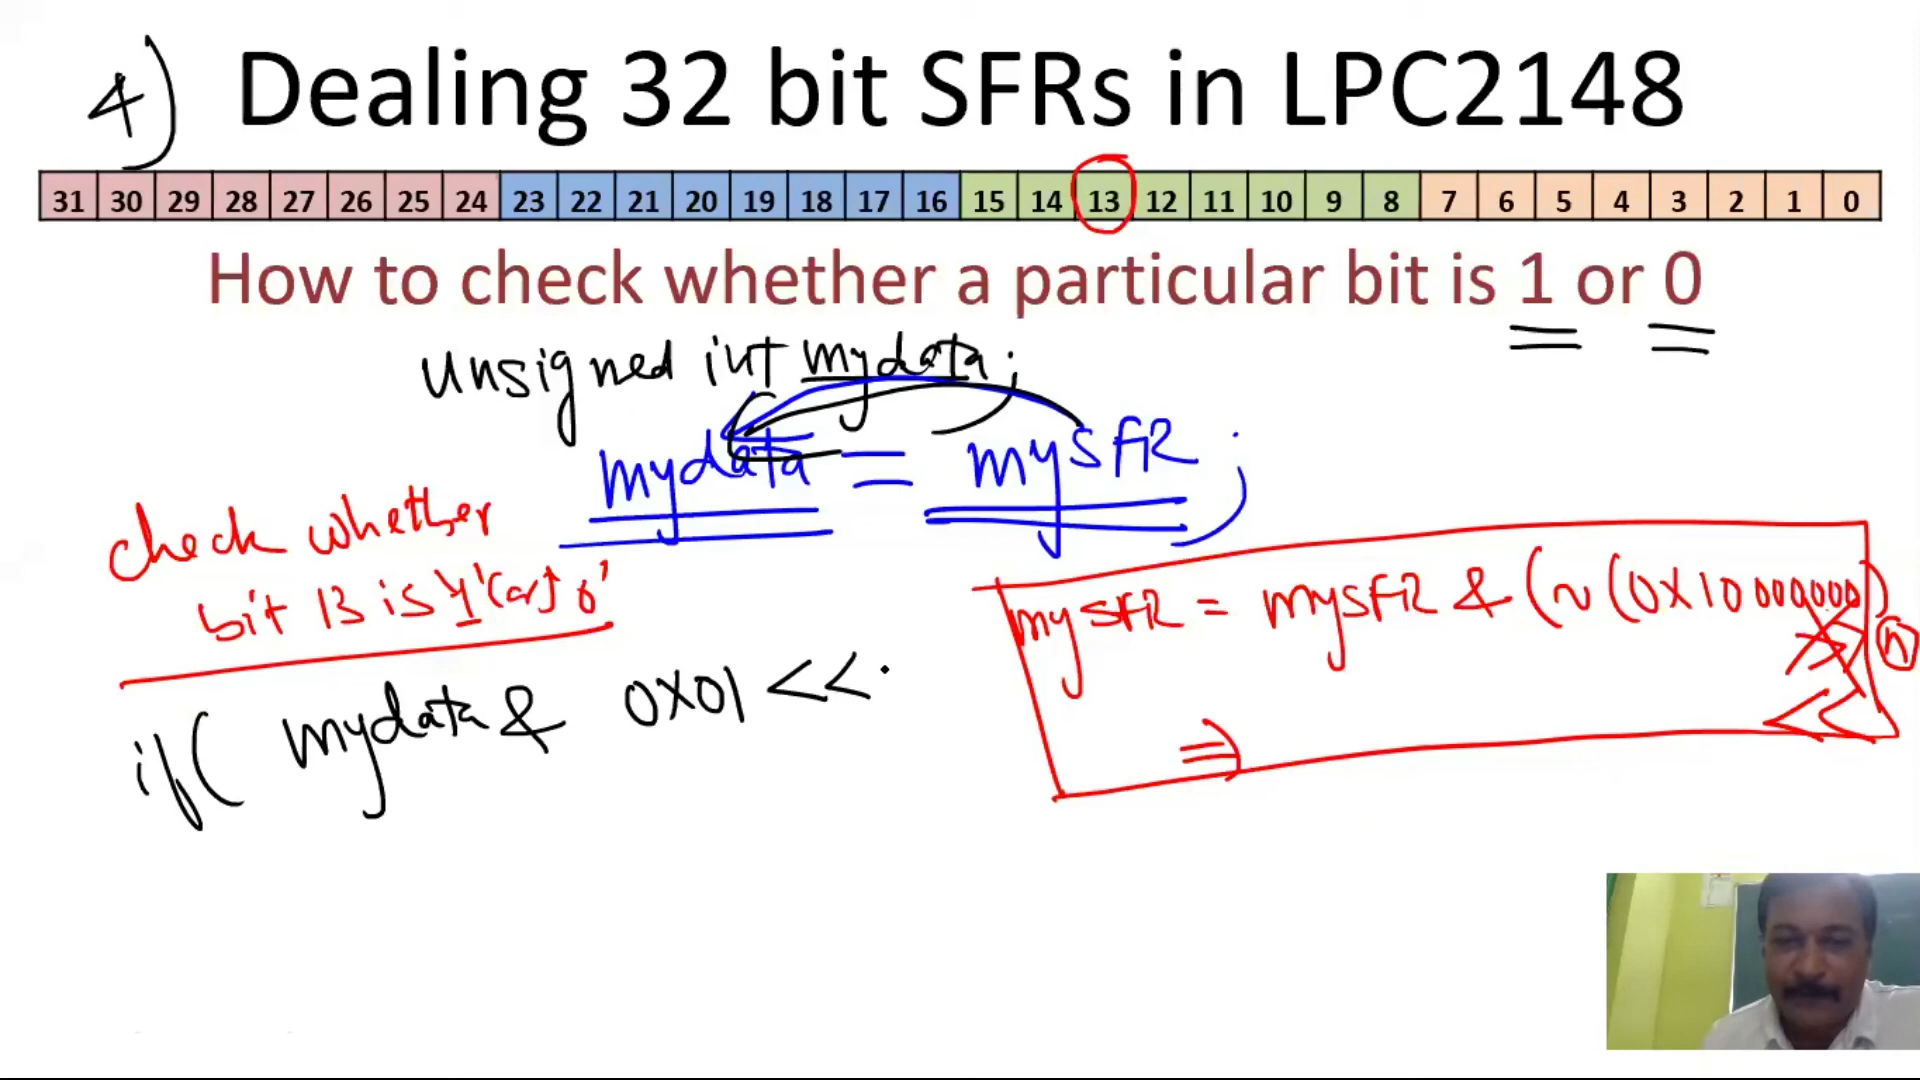 4) Dealing 32 bit SFRs in LPC2148
31 30 29 28 27 26 25 24 23 22 21 20 19 18 17 16 15 14 13 12 11 10 9 8 7 6 5 4 3 2 1 0
How to check whether a particular bit is 1 or 0
unsigned int mydata;
mydata = mySFR ;
check whether
bit 13 is '1' (or) '0'
mySFR = mySFR & (~(0x10000000)
n
<<
if( mydata & 0x01 <<
=)